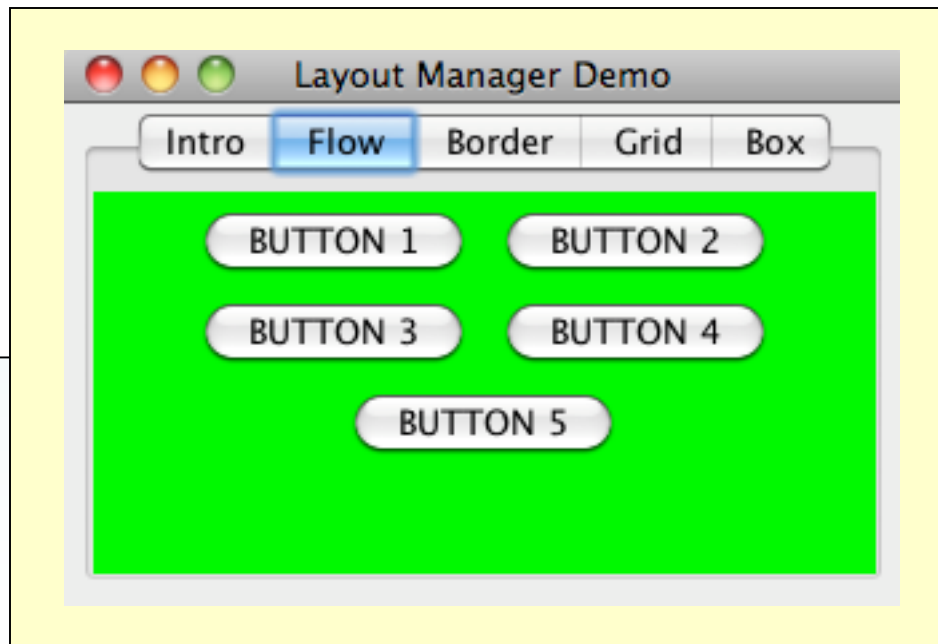 Layout Manager Demo
Intro Flow Border Grid Box
BUTTON 1 BUTTON 2
BUTTON 3 BUTTON 4
BUTTON 5